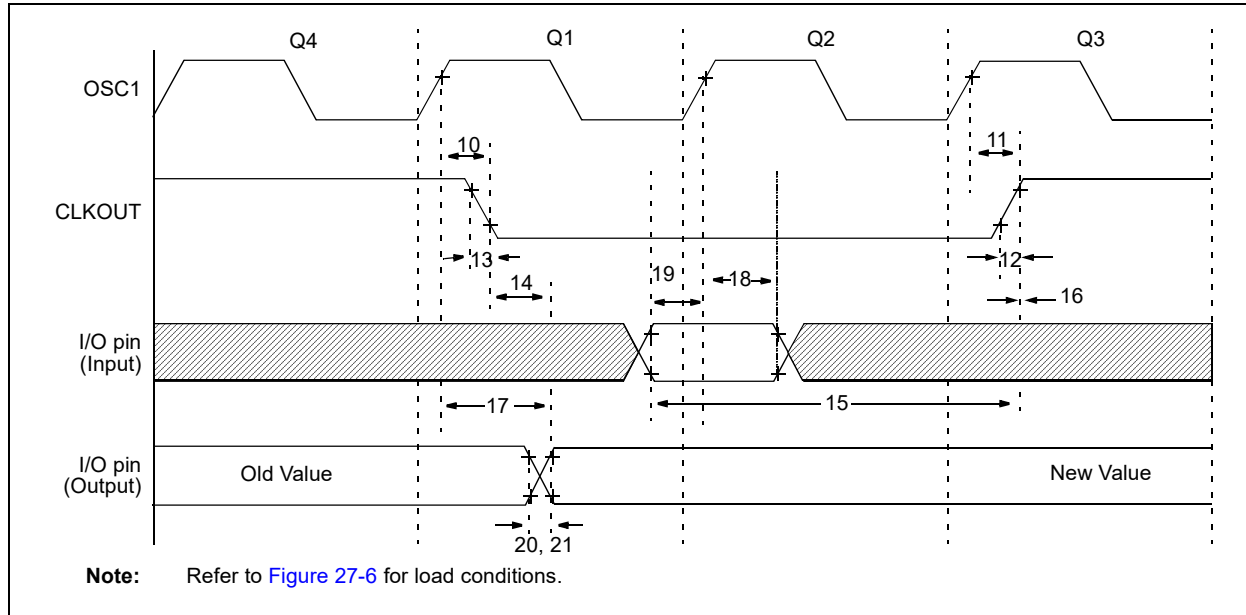 Q4 Q1 Q2 Q3
OSC1
10 11
CLKOUT
13 12
19 18
14 16
I/O pin
(Input)
17 15
I/O pin
(Output)
Old Value New Value
20, 21
Note: Refer to Figure 27-6 for load conditions.